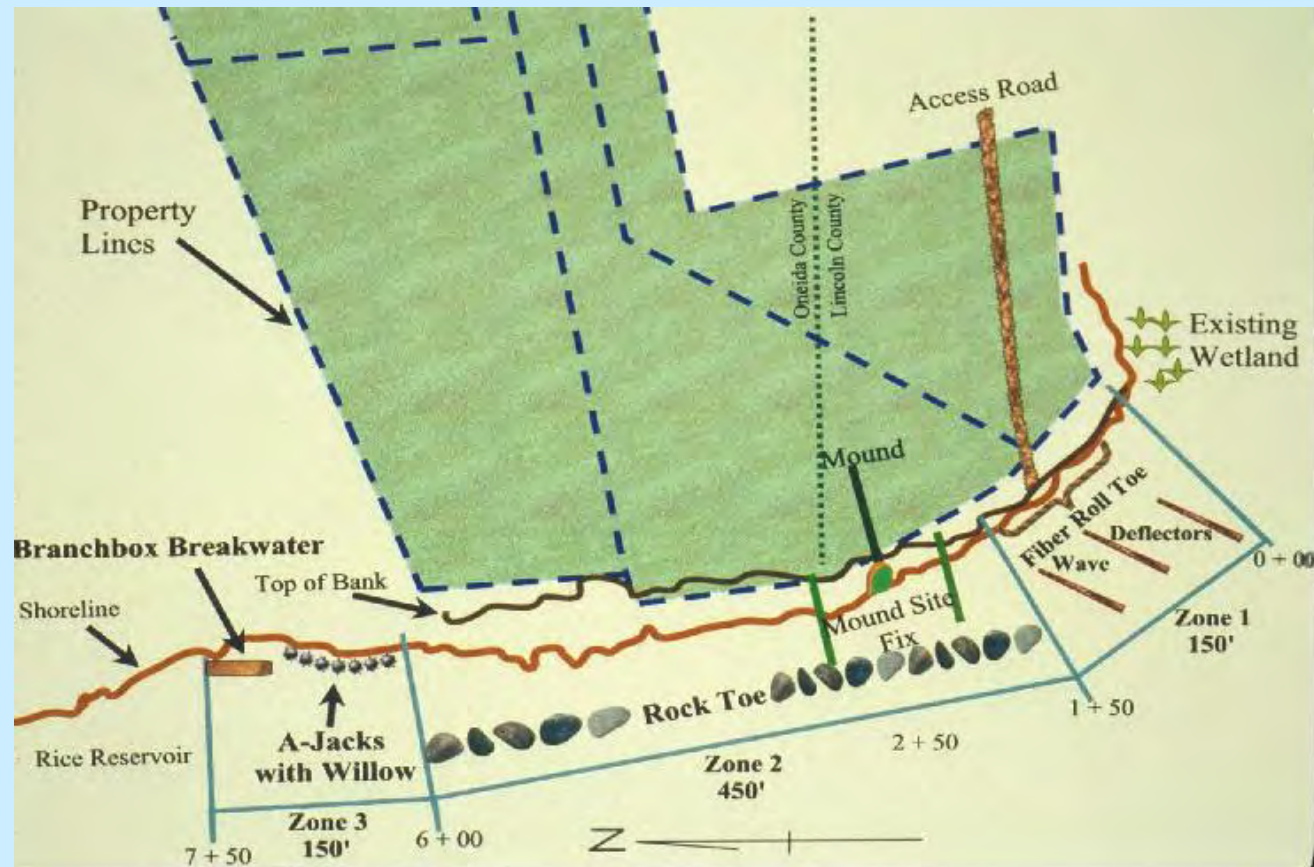 Access Road
Property
Lines
Oneida County
Lincoln County
Existing
Wetland
Mound
Branchbox Breakwater
Top of Bank
Shoreline
Fiber Roll Toe
Wave
Deflectors
0 + 00
Mound Site
Fix
Zone 1
150'
Rock Toe
1 + 50
Rice Reservoir
A-Jacks
with Willow
2 + 50
Zone 2
450'
Zone 3
150'
6 + 00
7 + 50
N